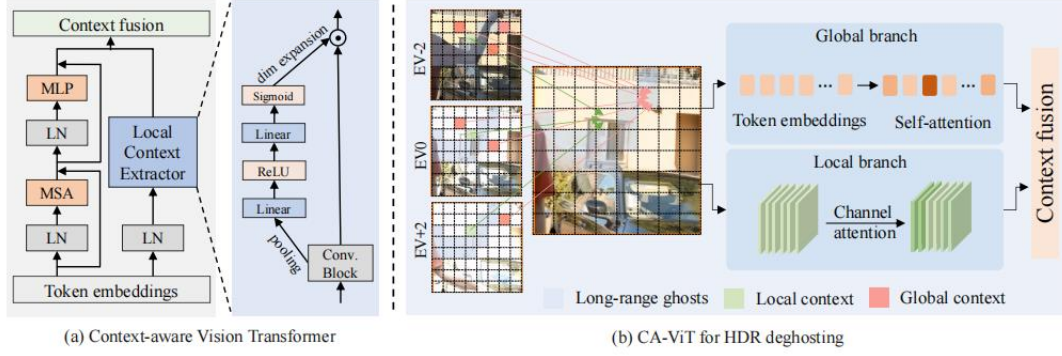 Context fusion
MLP
LN
MSA
LN
Local
Context
Extractor
LN
Token embeddings
dim expansion
Sigmoid
Linear
ReLU
Linear
pooling
Conv.
Block
(a) Context-aware Vision Transformer
EV-2
EV0
EV+2
Global branch
...
...
Token embeddings
Self-attention
Local branch
Channel
attention
Context fusion
Long-range ghosts
Local context
Global context
(b) CA-ViT for HDR deghosting